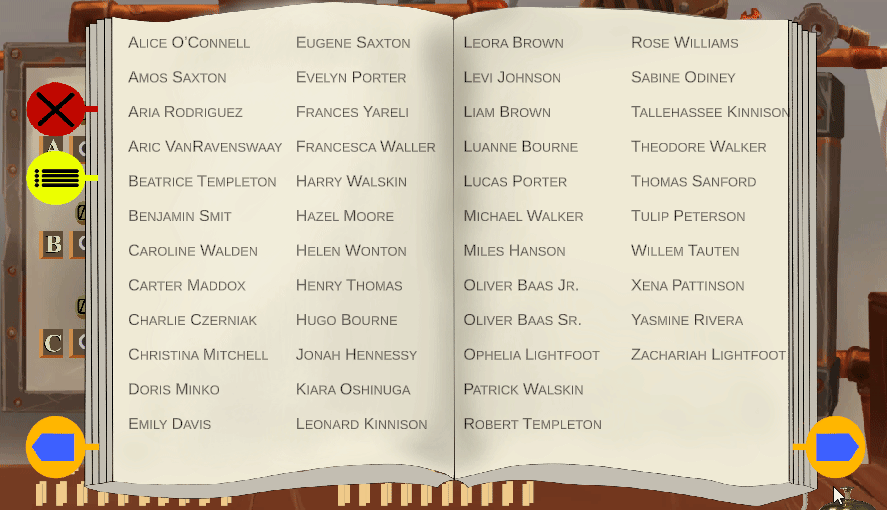 Alice O'Connell
Amos Saxton
Aria Rodriguez
Aric VanRavenswaay
Beatrice Templeton
Benjamin Smit
Caroline Walden
Carter Maddox
Charlie Czerniak
Christina Mitchell
Doris Minko
Emily Davis
Eugene Saxton
Evelyn Porter
Frances Yareli
Francesca Waller
Harry Walskin
Hazel Moore
Helen Wonton
Henry Thomas
Hugo Bourne
Jonah Hennessy
Kiara Oshinuga
Leonard Kinnison
Leora Brown
Levi Johnson
Liam Brown
Luanne Bourne
Lucas Porter
Michael Walker
Miles Hanson
Oliver Baas Jr.
Oliver Baas Sr.
Ophelia Lightfoot
Patrick Walskin
Robert Templeton
Rose Williams
Sabine Odiney
Tallehassee Kinnison
Theodore Walker
Thomas Sanford
Tulip Peterson
Willem Tauten
Xena Pattinson
Yasmine Rivera
Zachariah Lightfoot
A
B
C